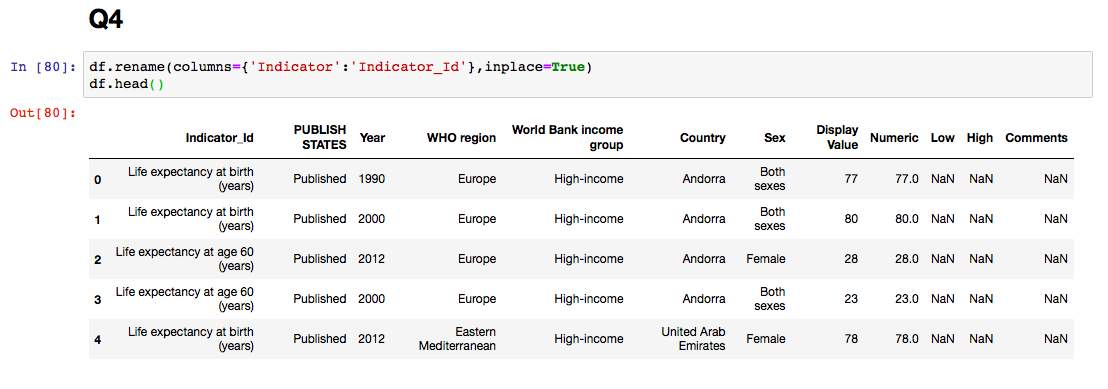 Q4
In [80]: df.rename(columns={'Indicator':'Indicator_Id'},inplace=True)
df.head()
Out[80]:
Indicator_Id PUBLISH STATES Year WHO region World Bank income group Country Sex Display Value Numeric Low High Comments
0 Life expectancy at birth (years) Published 1990 Europe High-income Andorra Both sexes 77 77.0 NaN NaN NaN
1 Life expectancy at birth (years) Published 2000 Europe High-income Andorra Both sexes 80 80.0 NaN NaN NaN
2 Life expectancy at age 60 (years) Published 2012 Europe High-income Andorra Female 28 28.0 NaN NaN NaN
3 Life expectancy at age 60 (years) Published 2000 Europe High-income Andorra Both sexes 23 23.0 NaN NaN NaN
4 Life expectancy at birth (years) Published 2012 Eastern Mediterranean High-income United Arab Emirates Female 78 78.0 NaN NaN NaN